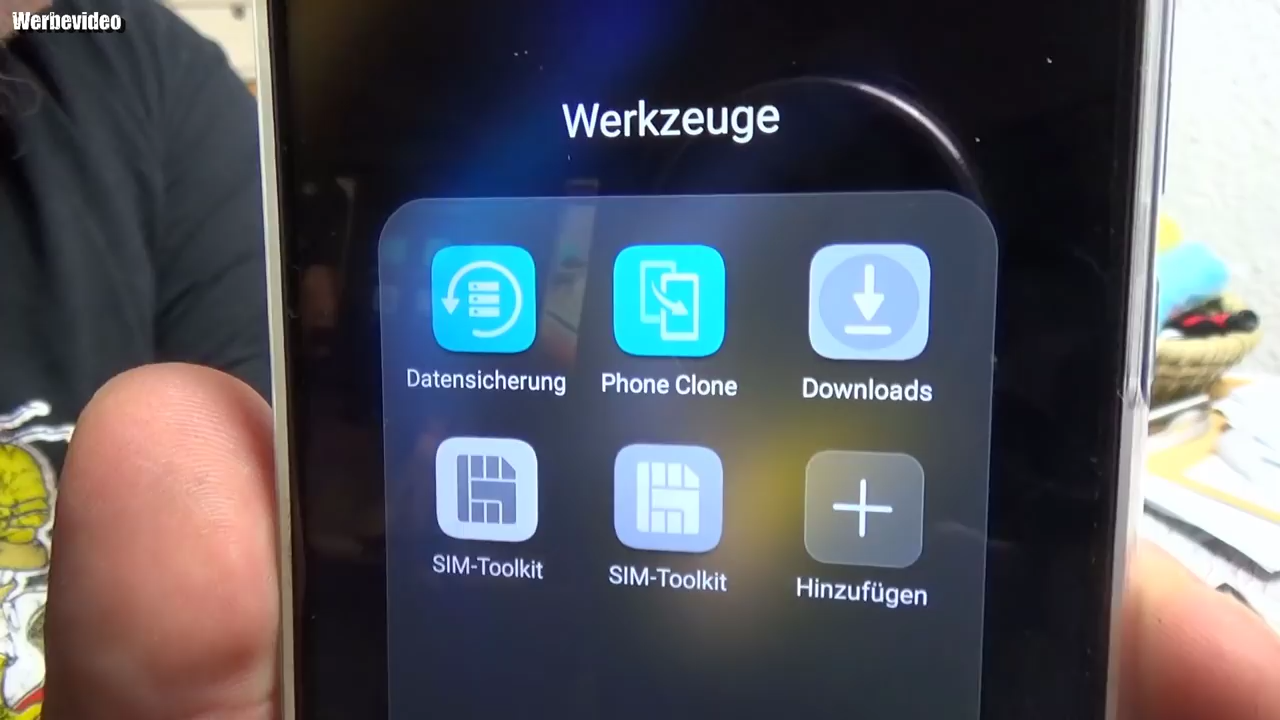 Werbevideo
Werkzeuge
Datensicherung
Phone Clone
Downloads
SIM-Toolkit
SIM-Toolkit
Hinzufügen